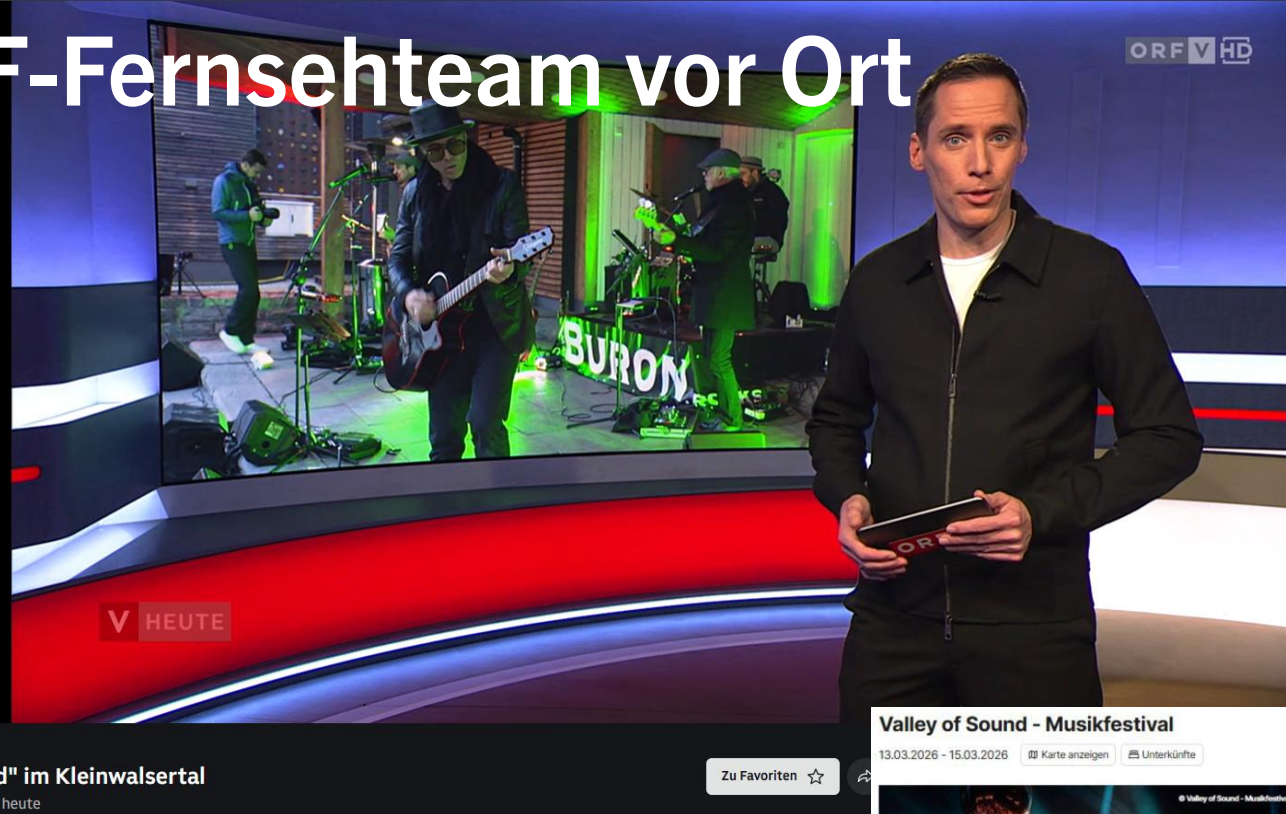 F-Fernsehteam vor Ort
ORF V HD
BURON
ORF
V HEUTE
Valley of Sound - Musikfestival
13.03.2026 - 15.03.2026 Karte anzeigen Unterkünfte
d" im Kleinwalsertal
Zu Favoriten
heute
© Valley of Sound - Musikfestiva